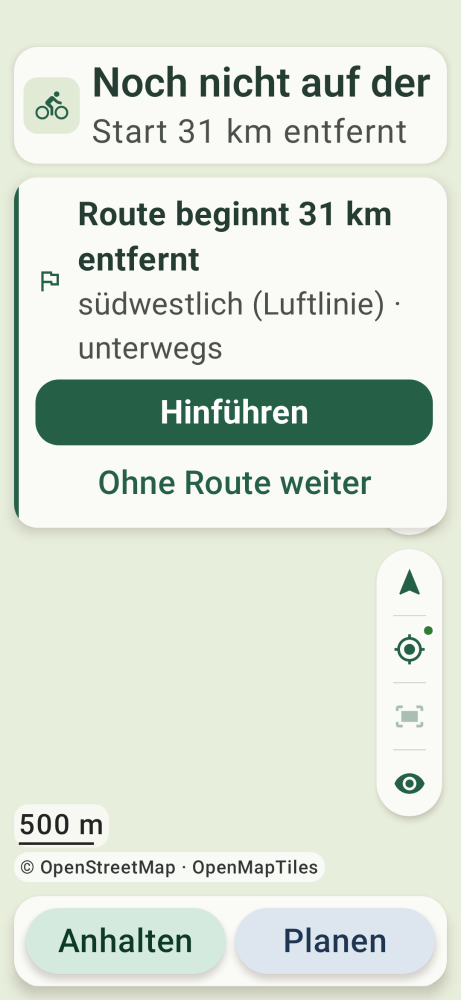 Noch nicht auf der
Start 31 km entfernt
Route beginnt 31 km
entfernt
südwestlich (Luftlinie) ·
unterwegs
Hinführen
Ohne Route weiter
500 m
© OpenStreetMap · OpenMapTiles
Anhalten
Planen